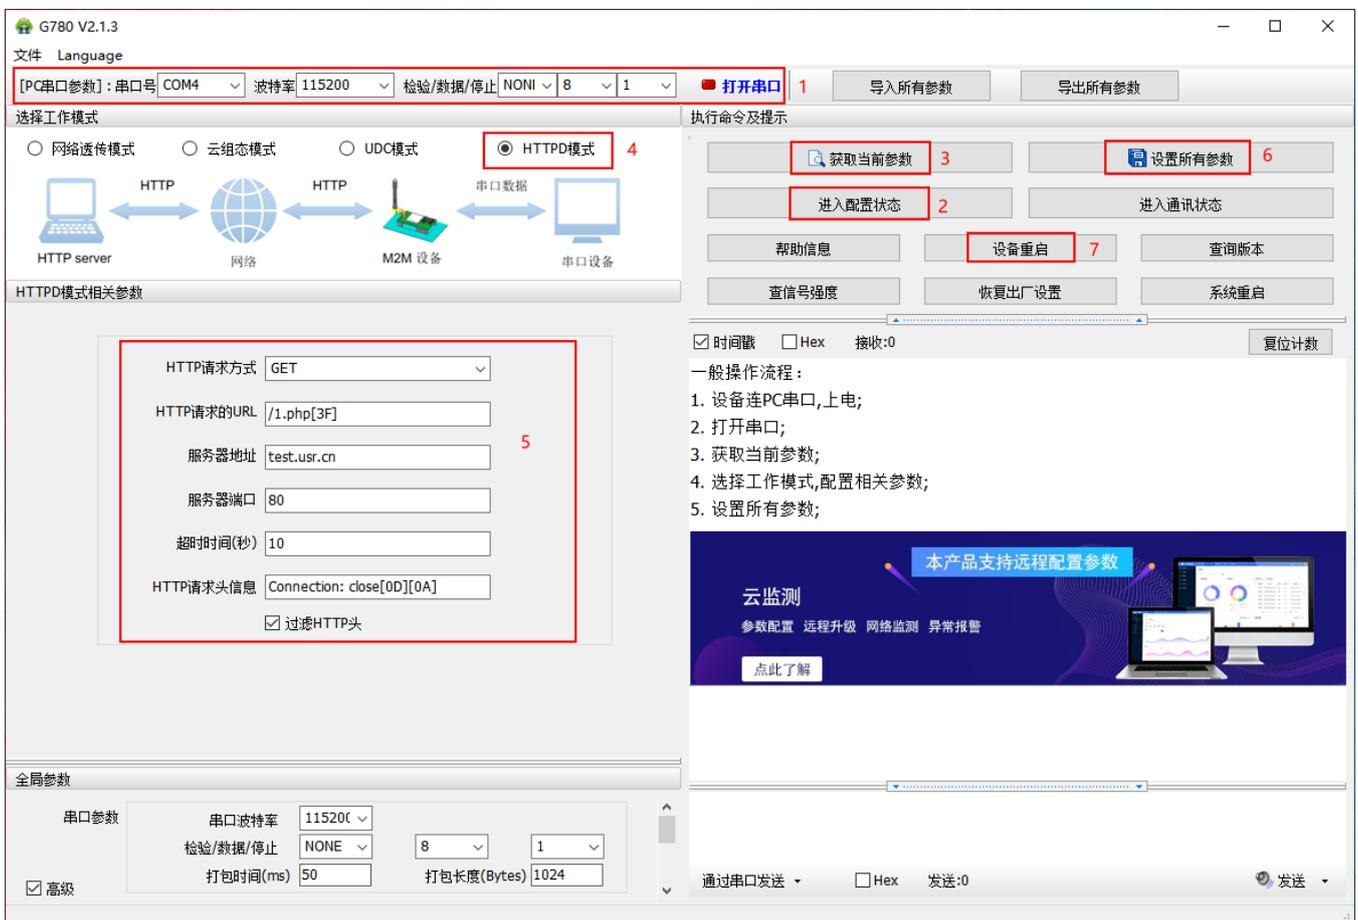 G780 V2.1.3
文件 Language
[PC串口参数]:串口号 COM4 波特率 115200 检验/数据/停止 NONI 8 1 打开串口 1 导入所有参数 导出所有参数
选择工作模式
网络透传模式 云组态模式 UDC模式 HTTPD模式 4
HTTP HTTP 串口数据
HTTP server 网络 M2M 设备 串口设备
HTTPD模式相关参数
HTTP请求方式 GET
HTTP请求的URL /1.php[3F]
服务器地址 test.usr.cn
5
服务器端口 80
超时时间(秒) 10
HTTP请求头信息 Connection: close[0D][0A]
过滤HTTP头
全局参数
串口参数 串口波特率 11520(
检验/数据/停止 NONE 8 1
打包时间(ms) 50 打包长度(Bytes) 1024
高级
执行命令及提示
获取当前参数 3 设置所有参数 6
进入配置状态 2 进入通讯状态
帮助信息 设备重启 7 查询版本
查信号强度 恢复出厂设置 系统重启
时间戳 Hex 接收:0 复位计数
一般操作流程：
1. 设备连PC串口,上电;
2. 打开串口;
3. 获取当前参数;
4. 选择工作模式,配置相关参数;
5. 设置所有参数;
本产品支持远程配置参数
云监测
参数配置 远程升级 网络监测 异常报警
点此了解
通过串口发送 Hex 发送:0 发送